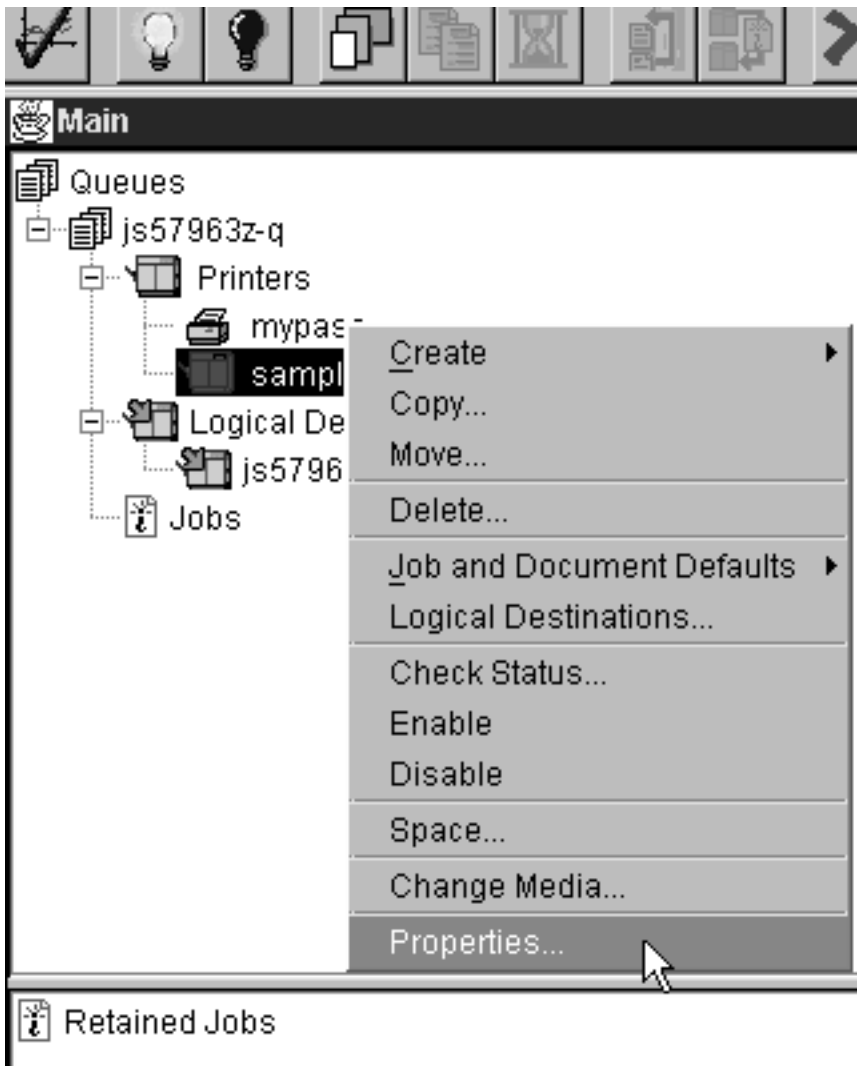 Main
Queues
js57963z-q
Printers
mypas
sampl
Logical De
js5796
Jobs
Create
Copy...
Move...
Delete...
Job and Document Defaults
Logical Destinations...
Check Status...
Enable
Disable
Space...
Change Media...
Properties...
Retained Jobs